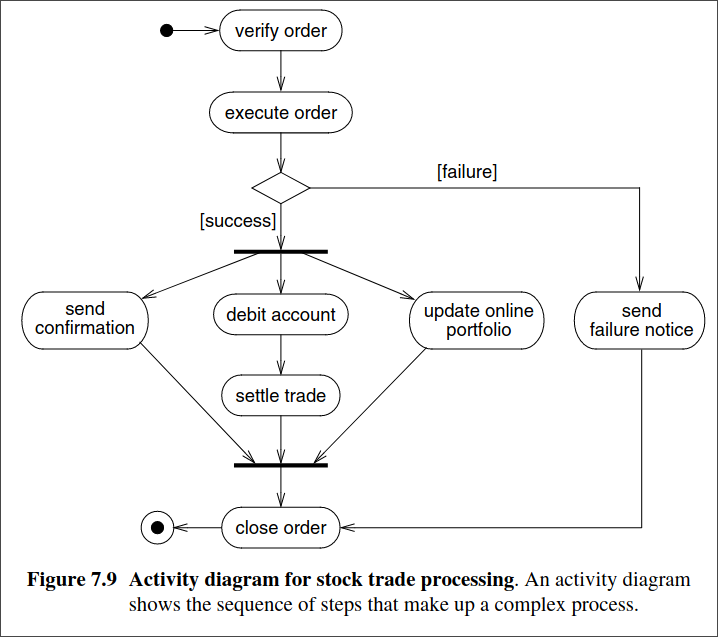 verify order
execute order
[failure]
[success]
send
confirmation
debit account
update online
portfolio
send
failure notice
settle trade
close order
Figure 7.9 Activity diagram for stock trade processing. An activity diagram
shows the sequence of steps that make up a complex process.